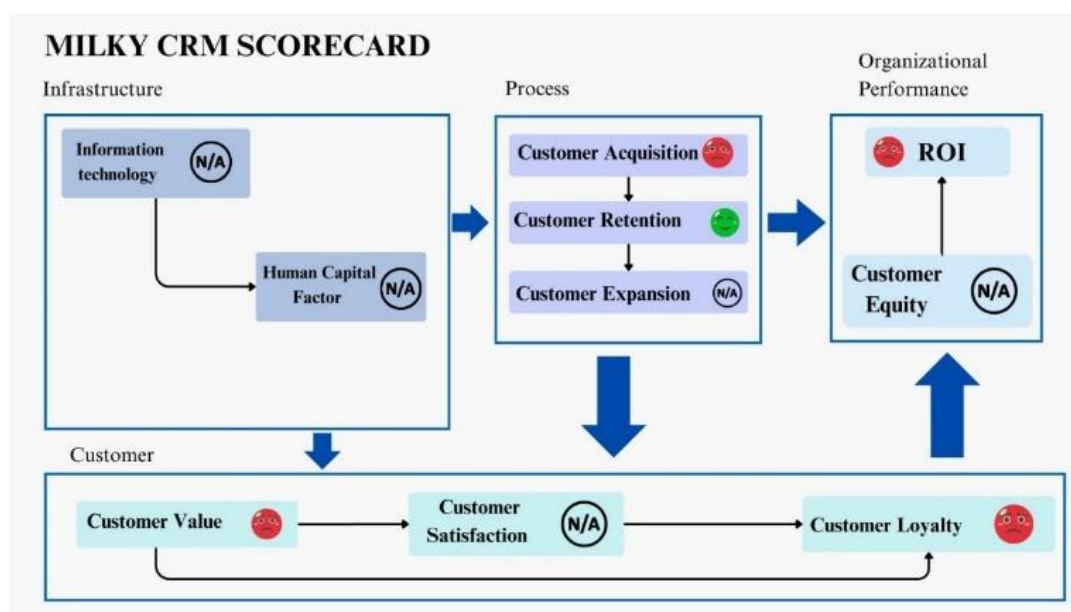 MILKY CRM SCORECARD
Infrastructure
Process
Organizational
Performance
Information
technology
N/A
Human Capital
Factor
N/A
Customer Acquisition
Customer Retention
Customer Expansion
N/A
ROI
Customer
Equity
N/A
Customer
Customer Value
Customer
Satisfaction
N/A
Customer Loyalty